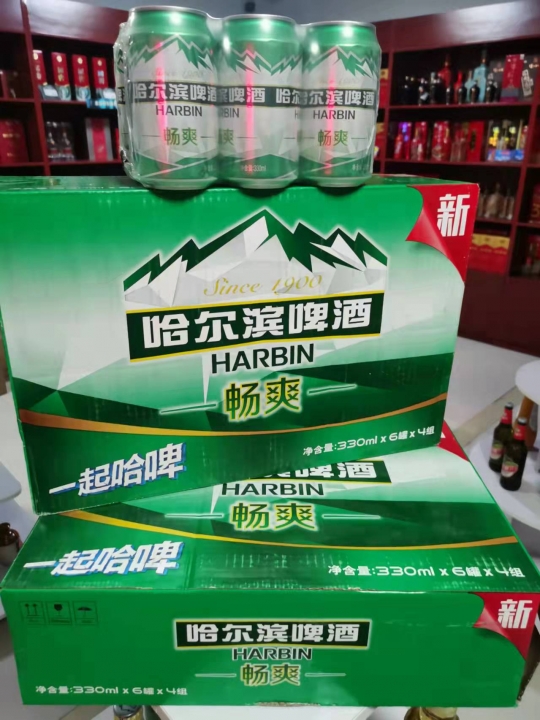 Since 1900
哈尔滨啤酒 哈尔滨啤酒
HARBIN HARBIN
畅爽 畅爽
新
Since 1900
哈尔滨啤酒
HARBIN
畅爽
一起哈啤
净含量:330ml x 6罐 x 4组
哈尔滨啤酒
HARBIN
畅爽
一起哈啤
净含量:330ml x 6罐 x 4组
新
哈尔滨啤酒
HARBIN
畅爽
净含量:330ml x 6罐 x 4组